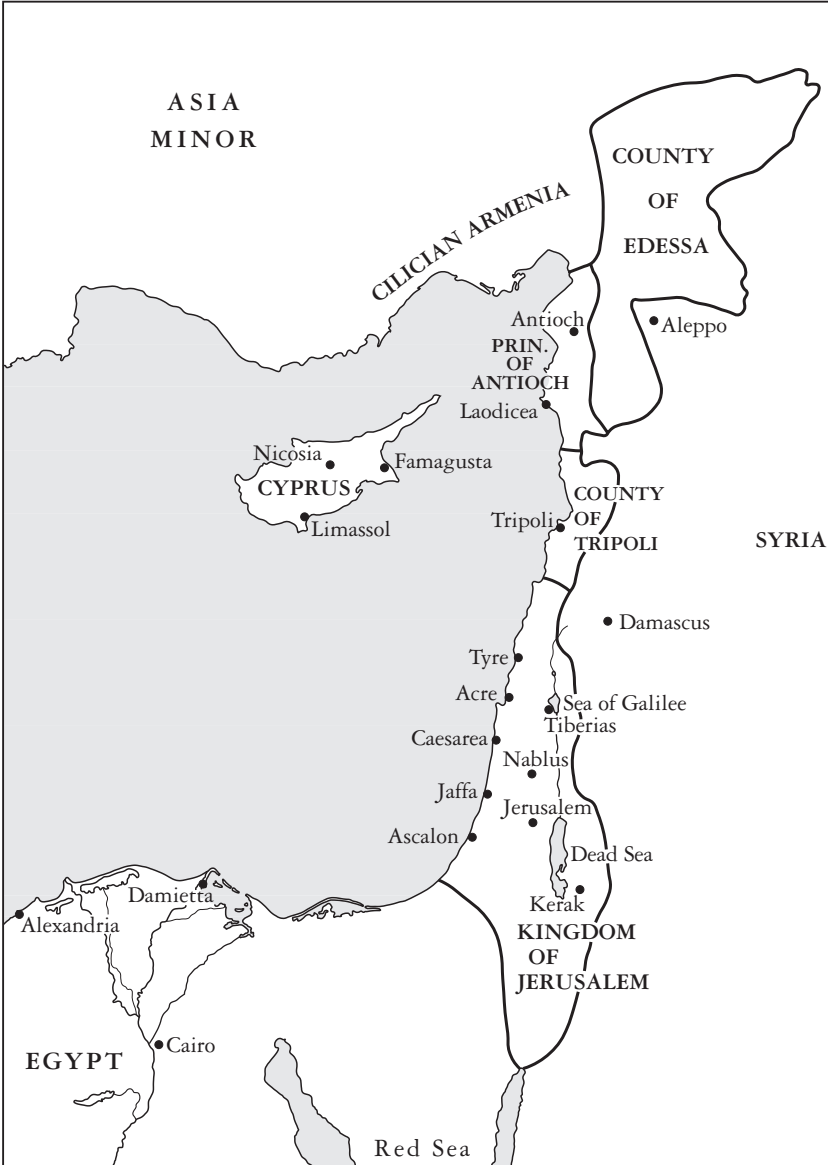 ASIA
MINOR
COUNTY
OF
EDESSA
CILICIAN ARMENIA
Antioch
Aleppo
PRIN.
OF
ANTIOCH
Laodicea
Nicosia
Famagusta
CYPRUS
Limassol
COUNTY
OF
TRIPOLI
Tripoli
SYRIA
Damascus
Tyre
Acre
Sea of Galilee
Tiberias
Caesarea
Nablus
Jaffa
Jerusalem
Ascalon
Dead Sea
Kerak
Damietta
Alexandria
KINGDOM
OF
JERUSALEM
Cairo
EGYPT
Red Sea